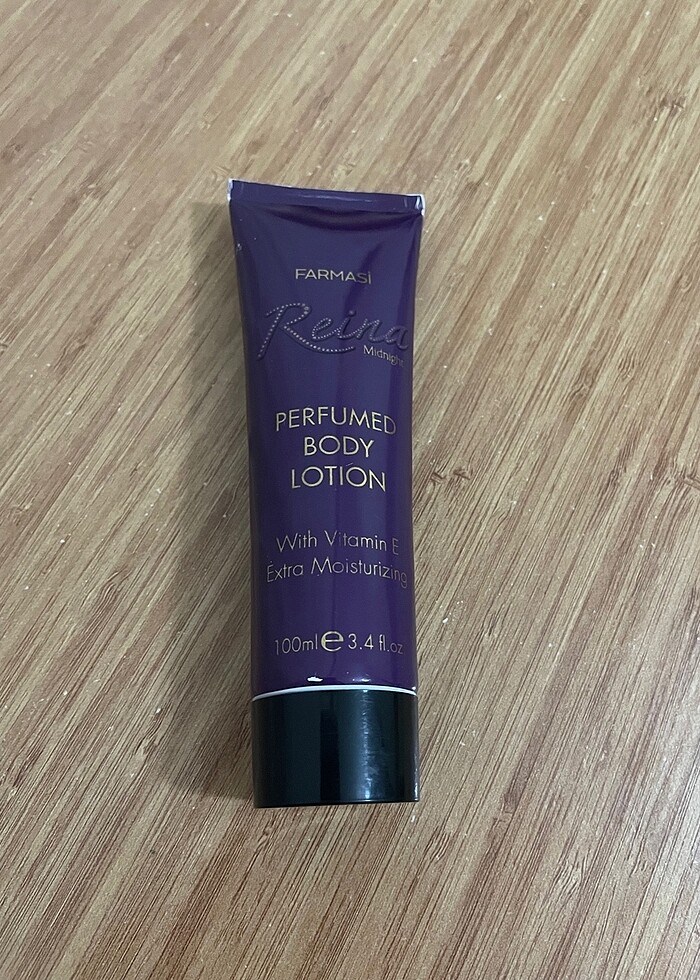 FARMASİ
Reina
Midnight
PERFUMED
BODY
LOTION
With Vitamin E
Extra Moisturizing
100ml e 3.4 fl.oz